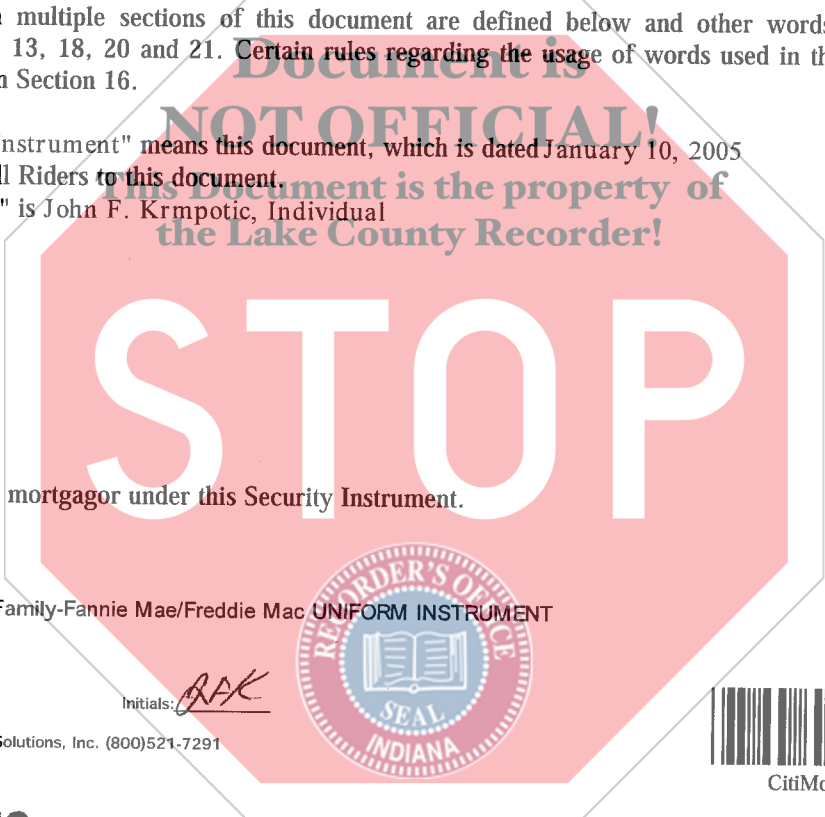 multiple sections of this document are defined below and other words
13, 18, 20 and 21. Certain rules regarding the usage of words used in th
Section 16.
Document is
NOT OFFICIAL!
This Document is the property of
the Lake County Recorder!
nstrument" means this document, which is dated January 10, 2005
l Riders to this document.
" is John F. Krmpotic, Individual
STOP
mortgagor under this Security Instrument.
Family-Fannie Mae/Freddie Mac UNIFORM INSTRUMENT
RECORDER'S OFFICE
SEAL
INDIANA
Initials: JFK
Solutions, Inc. (800)521-7291
CitiMo